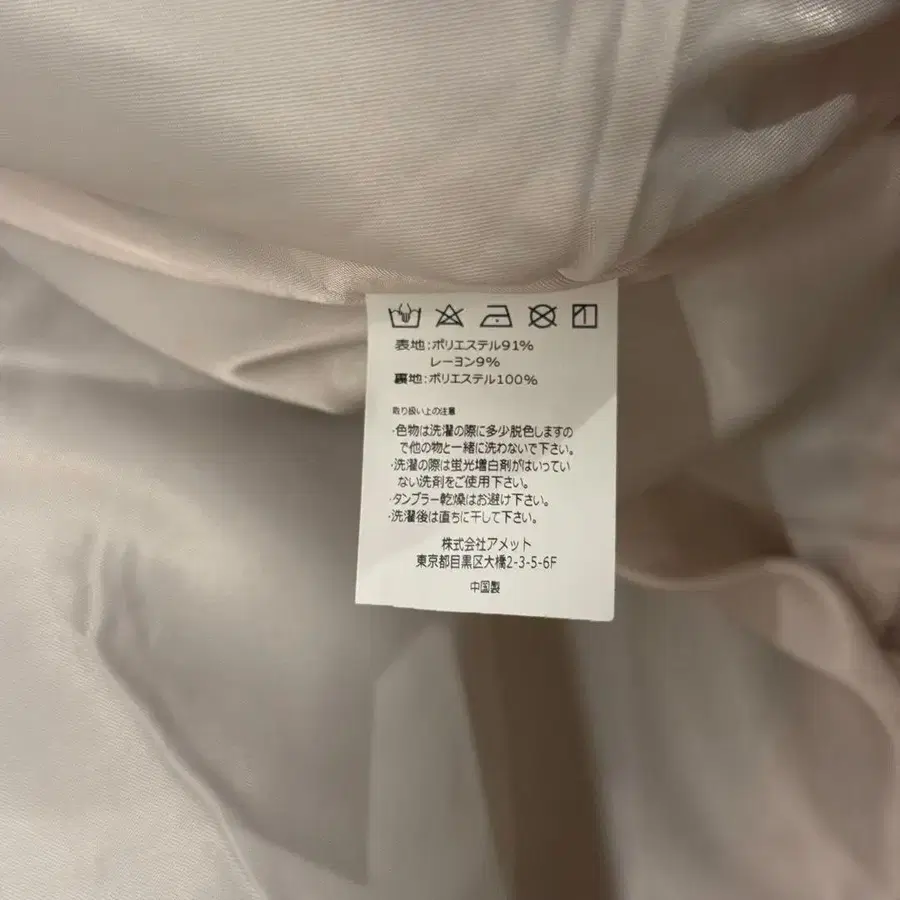 表地:ポリエステル91%
レーヨン9%
裏地:ポリエステル100%
取り扱い上の注意
・色物は洗濯の際に多少脱色しますの
で他の物と一緒に洗わないで下さい。
・洗濯の際は蛍光増白剤がはいってい
ない洗剤をご使用下さい。
・タンブラー乾燥はお避け下さい。
・洗濯後は直ちに干して下さい。
株式会社アメット
東京都目黒区大橋2-3-5-6F
中国製